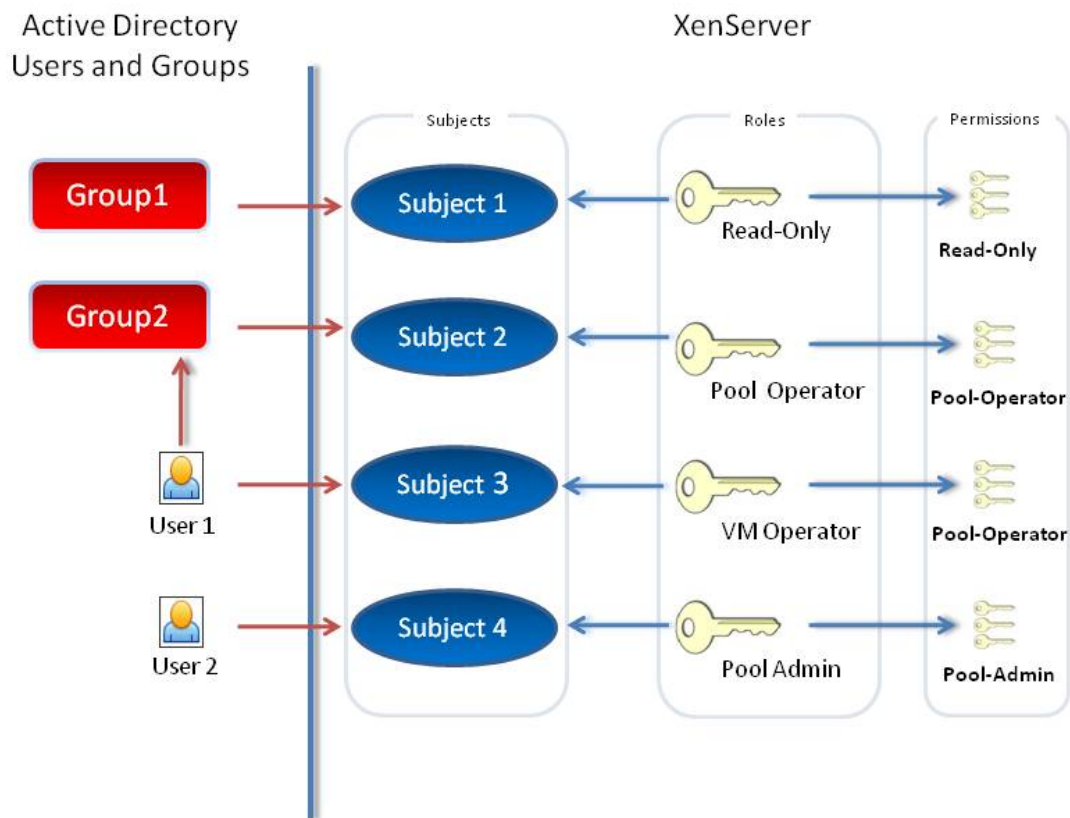 Active Directory
Users and Groups
XenServer
Subjects
Roles
Permissions
Group1
Subject 1
Read-Only
Read-Only
Group2
Subject 2
Pool Operator
Pool-Operator
User 1
Subject 3
VM Operator
Pool-Operator
User 2
Subject 4
Pool Admin
Pool-Admin